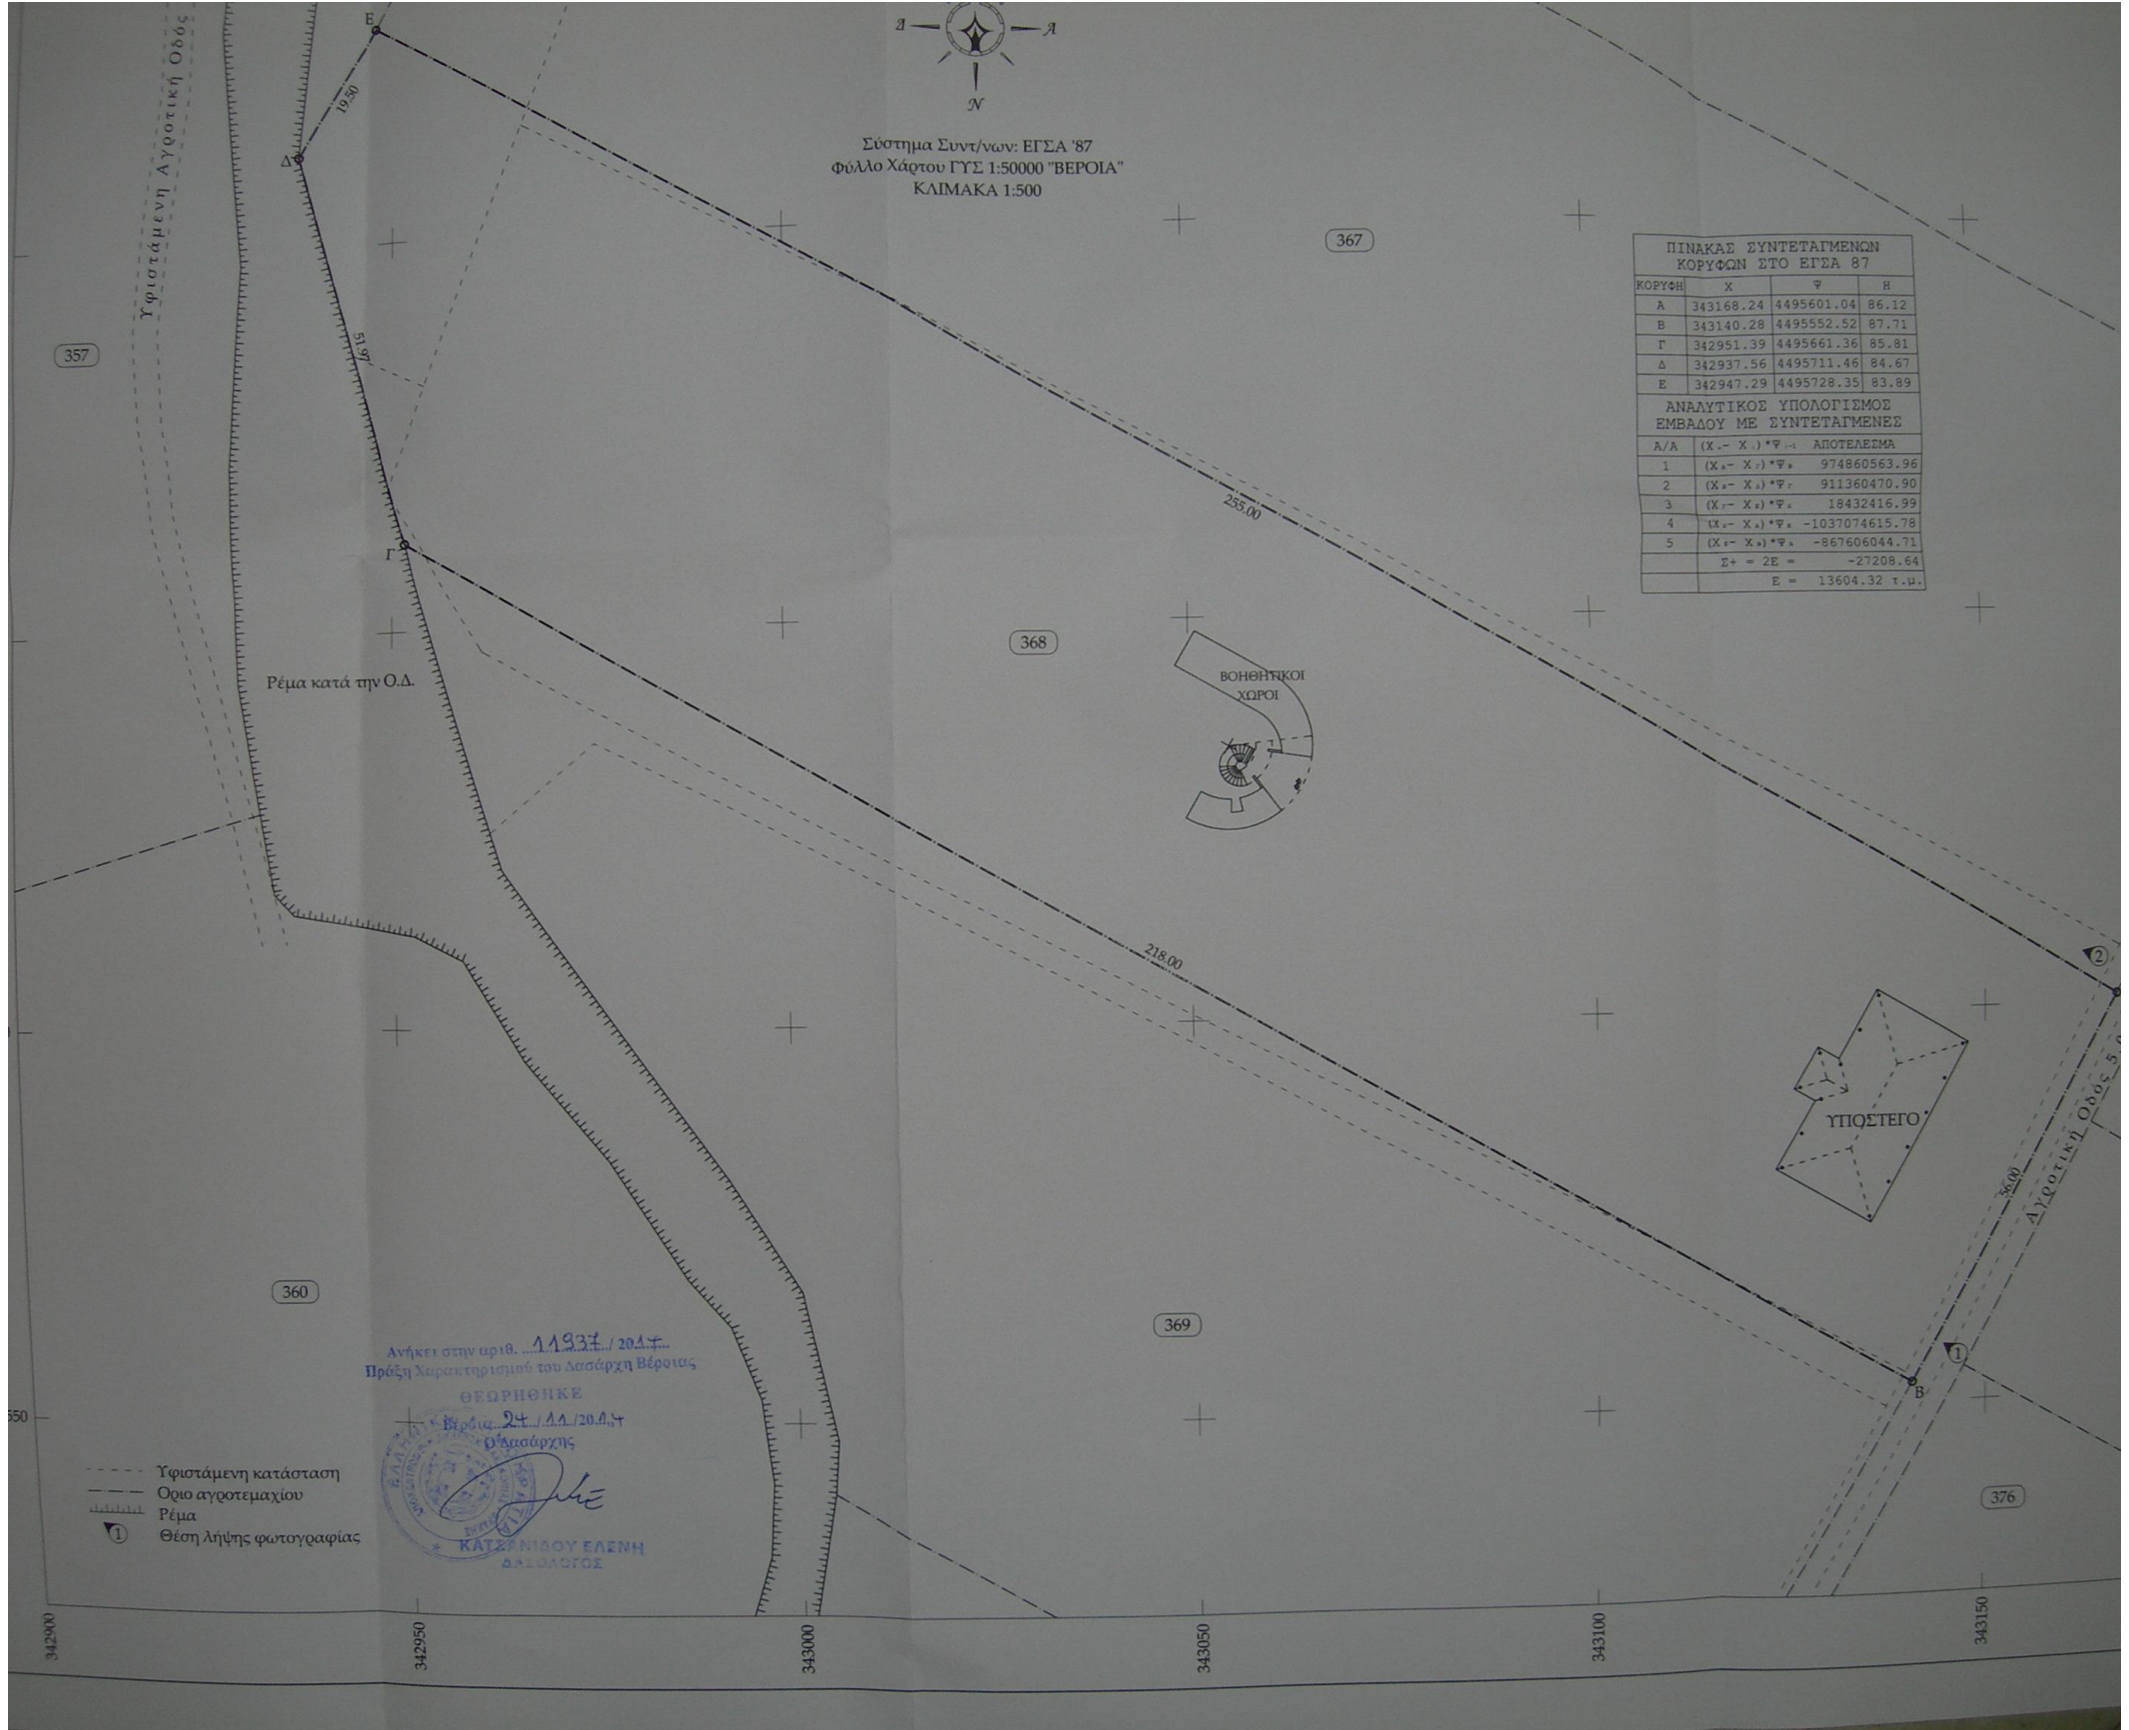 Ε
Δ
19.50
Υφιστάμενη Αγροτική Οδός
Δ
Α
Ν
Σύστημα Συντ/νων: ΕΓΣΑ '87
Φύλλο Χάρτου ΓΥΣ 1:50000 "ΒΕΡΟΙΑ"
ΚΛΙΜΑΚΑ 1:500
367
357
51.97
ΠΙΝΑΚΑΣ ΣΥΝΤΕΤΑΓΜΕΝΩΝ
ΚΟΡΥΦΩΝ ΣΤΟ ΕΓΣΑ 87
ΚΟΡΥΦΗ Χ Ψ Η
Α 343168.24 4495601.04 86.12
Β 343140.28 4495552.52 87.71
Γ 342951.39 4495661.36 85.81
Δ 342937.56 4495711.46 84.67
Ε 342947.29 4495728.35 83.89
ΑΝΑΛΥΤΙΚΟΣ ΥΠΟΛΟΓΙΣΜΟΣ
ΕΜΒΑΔΟΥ ΜΕ ΣΥΝΤΕΤΑΓΜΕΝΕΣ
Α/Α ΑΠΟΤΕΛΕΣΜΑ
1 974860563.96
2 911360470.90
3 18432416.99
4 -1037074615.78
5 -867606044.71
Σ+ = 2Ε = -27208.64
Ε = 13604.32 τ.μ.
255.00
Γ
368
ΒΟΗΘΗΤΙΚΟΙ
ΧΩΡΟΙ
Ρέμα κατά την Ο.Δ.
218.00
2
ΥΠΟΣΤΕΓΟ
56.00
Αγροτική Οδός
1
Β
360
369
376
Ανήκει στην αριθ. 11937 / 2017
Πράξη Χαρακτηρισμού του Δασάρχη Βέροιας
ΘΕΩΡΗΘΗΚΕ
Βέροια 24 / 11 /2017
Ο Δασάρχης
ΚΑΤΣΑΝΙΔΟΥ ΕΛΕΝΗ
ΔΑΣΟΛΟΓΟΣ
Υφιστάμενη κατάσταση
Οριο αγροτεμαχίου
Ρέμα
1 Θέση λήψης φωτογραφίας
342900
342950
343000
343050
343100
343150